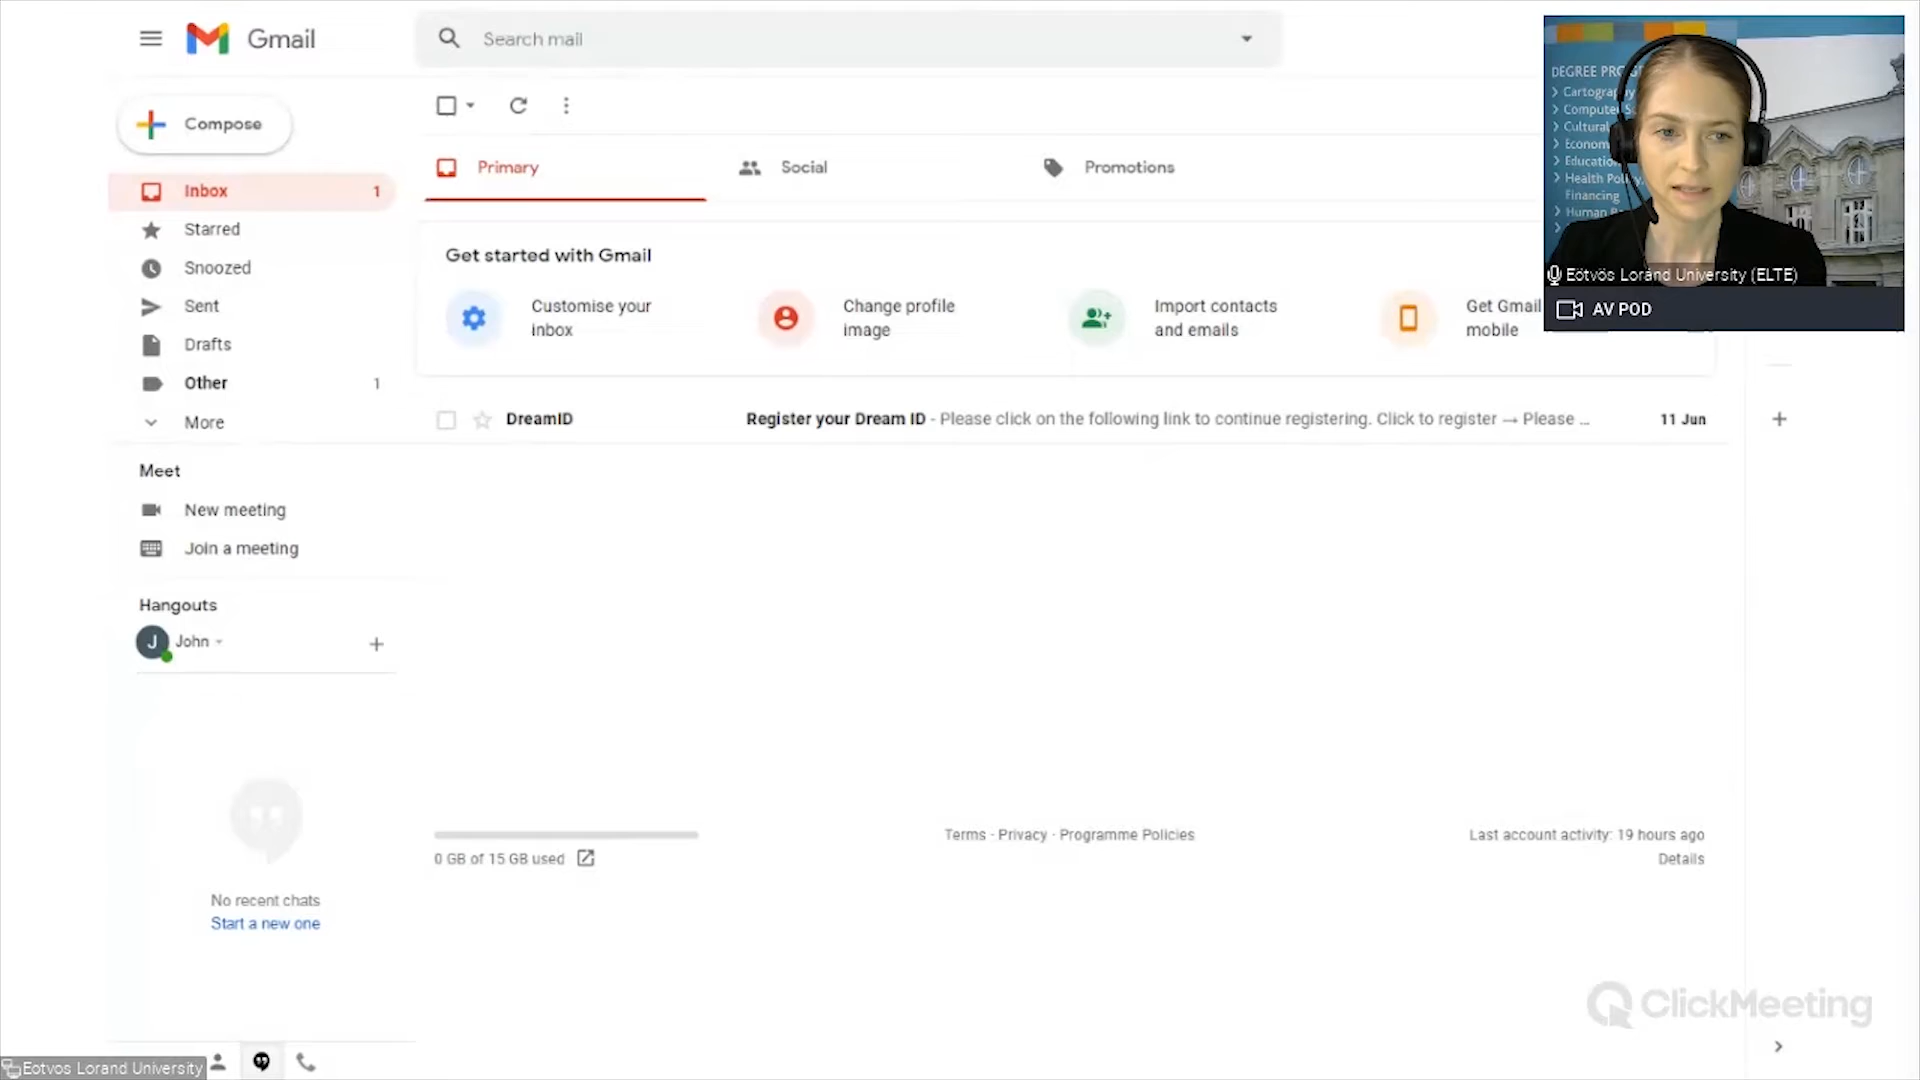 Gmail
Search mail
Compose
Inbox 1
Starred
Snoozed
Sent
Drafts
Other 1
More
Meet
New meeting
Join a meeting
Hangouts
J John
No recent chats
Start a new one
Primary
Social
Promotions
Get started with Gmail
Customise your
inbox
Change profile
image
Import contacts
and emails
Get Gmail
mobile
DreamID Register your Dream ID - Please click on the following link to continue registering. Click to register → Please ... 11 Jun
0 GB of 15 GB used
Terms · Privacy · Programme Policies
Last account activity: 19 hours ago
Details
DEGREE PROG
Cartography
Computer S
Cultural
Econom
Educatio
Health Policy,
Financing
Human R
Eötvös Loránd University (ELTE)
AV POD
ClickMeeting
Eotvos Lorand University